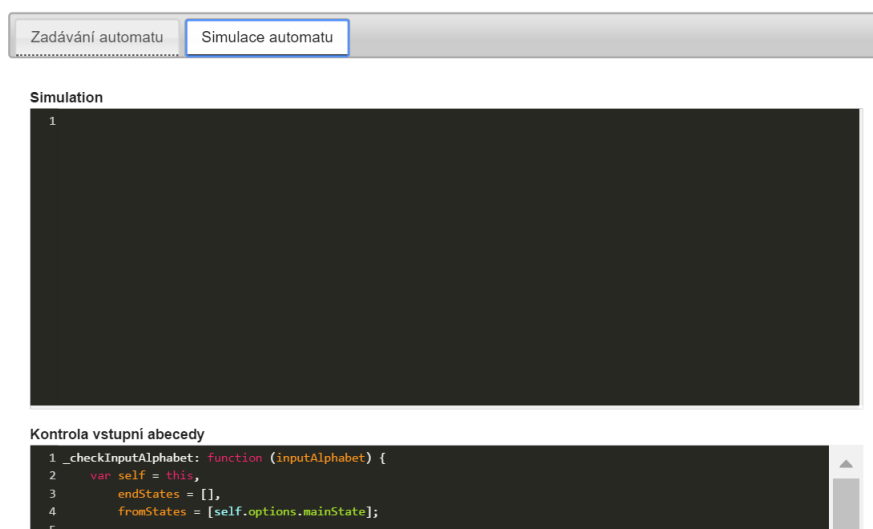 Zadávání automatu Simulace automatu
Simulation
1
Kontrola vstupní abecedy
1 _checkInputAlphabet: function (inputAlphabet) {
2 var self = this,
3 endStates = [],
4 fromStates = [self.options.mainState];
5